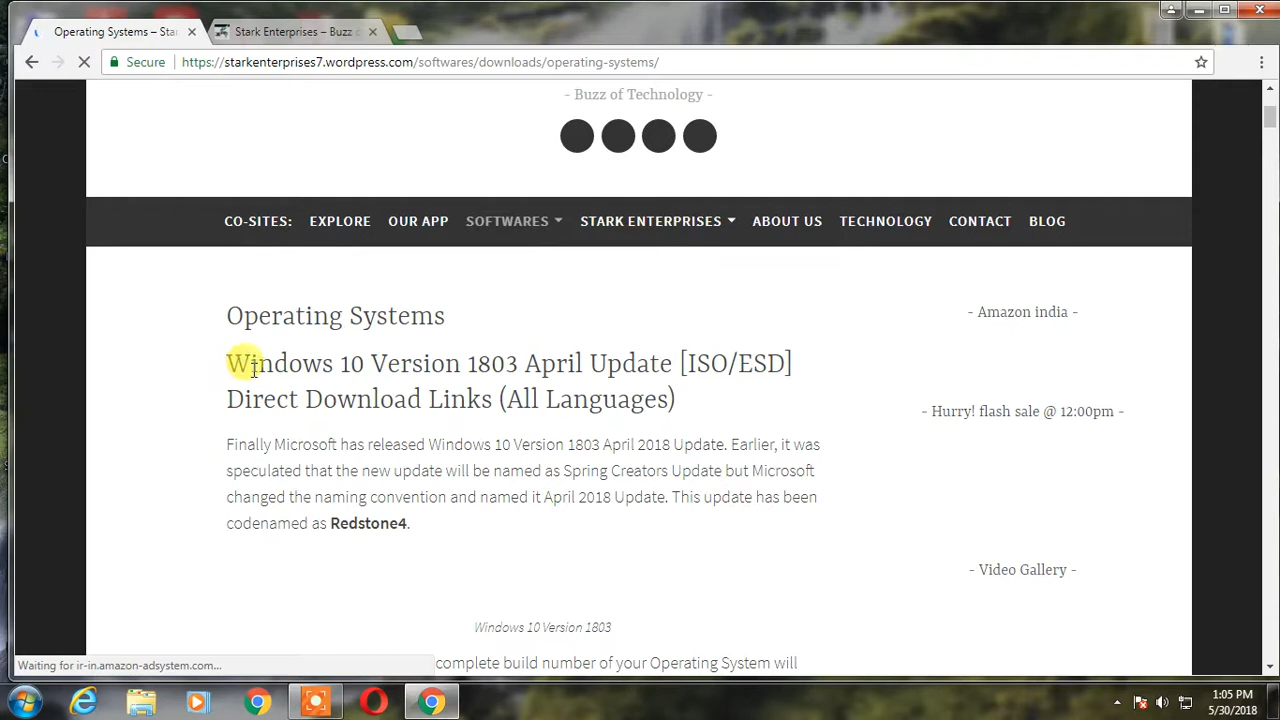 Operating Systems – Star
Stark Enterprises – Buzz o
Secure
https://starkenterprises7.wordpress.com/softwares/downloads/operating-systems/
- Buzz of Technology -
CO-SITES: EXPLORE OUR APP SOFTWARES STARK ENTERPRISES ABOUT US TECHNOLOGY CONTACT BLOG
Operating Systems
Windows 10 Version 1803 April Update [ISO/ESD]
Direct Download Links (All Languages)
Finally Microsoft has released Windows 10 Version 1803 April 2018 Update. Earlier, it was
speculated that the new update will be named as Spring Creators Update but Microsoft
changed the naming convention and named it April 2018 Update. This update has been
codenamed as Redstone4.
Windows 10 Version 1803
complete build number of your Operating System will
- Amazon india -
- Hurry! flash sale @ 12:00pm -
- Video Gallery -
Waiting for ir-in.amazon-adsystem.com...
1:05 PM
5/30/2018